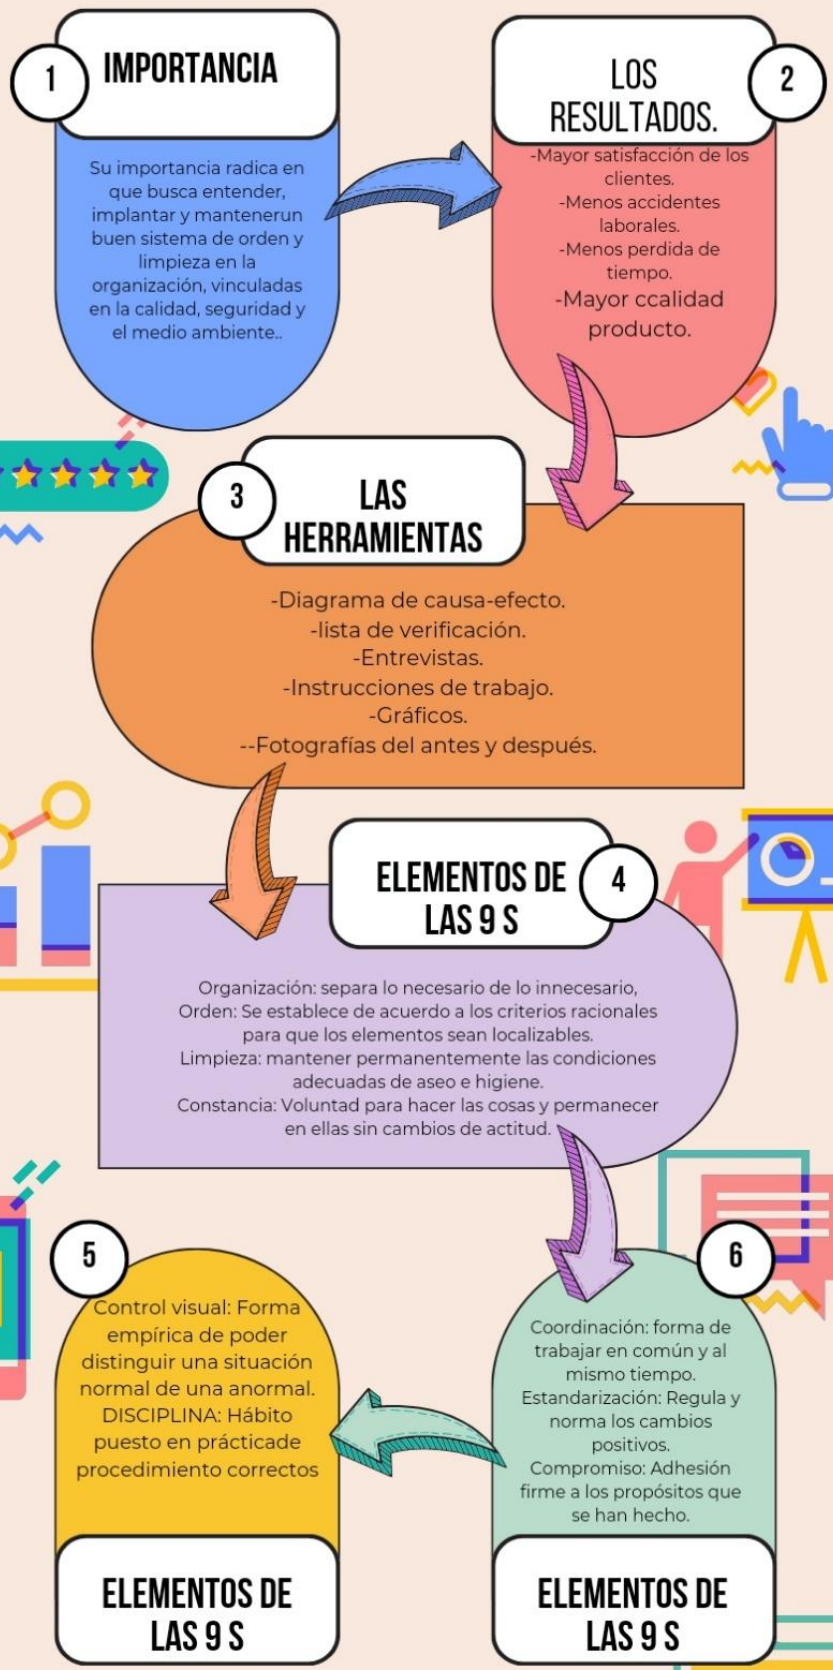 1
IMPORTANCIA
Su importancia radica en
que busca entender,
implantar y mantenerun
buen sistema de orden y
limpieza en la
organización, vinculadas
en la calidad, seguridad y
el medio ambiente..
2
LOS
RESULTADOS.
-Mayor satisfacción de los
clientes.
-Menos accidentes
laborales.
-Menos perdida de
tiempo.
-Mayor ccalidad
producto.
3
LAS
HERRAMIENTAS
-Diagrama de causa-efecto.
-lista de verificación.
-Entrevistas.
-Instrucciones de trabajo.
-Gráficos.
--Fotografías del antes y después.
ELEMENTOS DE
LAS 9 S
4
Organización: separa lo necesario de lo innecesario,
Orden: Se establece de acuerdo a los criterios racionales
para que los elementos sean localizables.
Limpieza: mantener permanentemente las condiciones
adecuadas de aseo e higiene.
Constancia: Voluntad para hacer las cosas y permanecer
en ellas sin cambios de actitud.
5
Control visual: Forma
empírica de poder
distinguir una situación
normal de una anormal.
DISCIPLINA: Hábito
puesto en prácticade
procedimiento correctos
ELEMENTOS DE
LAS 9 S
6
Coordinación: forma de
trabajar en común y al
mismo tiempo.
Estandarización: Regula y
norma los cambios
positivos.
Compromiso: Adhesión
firme a los propósitos que
se han hecho.
ELEMENTOS DE
LAS 9 S